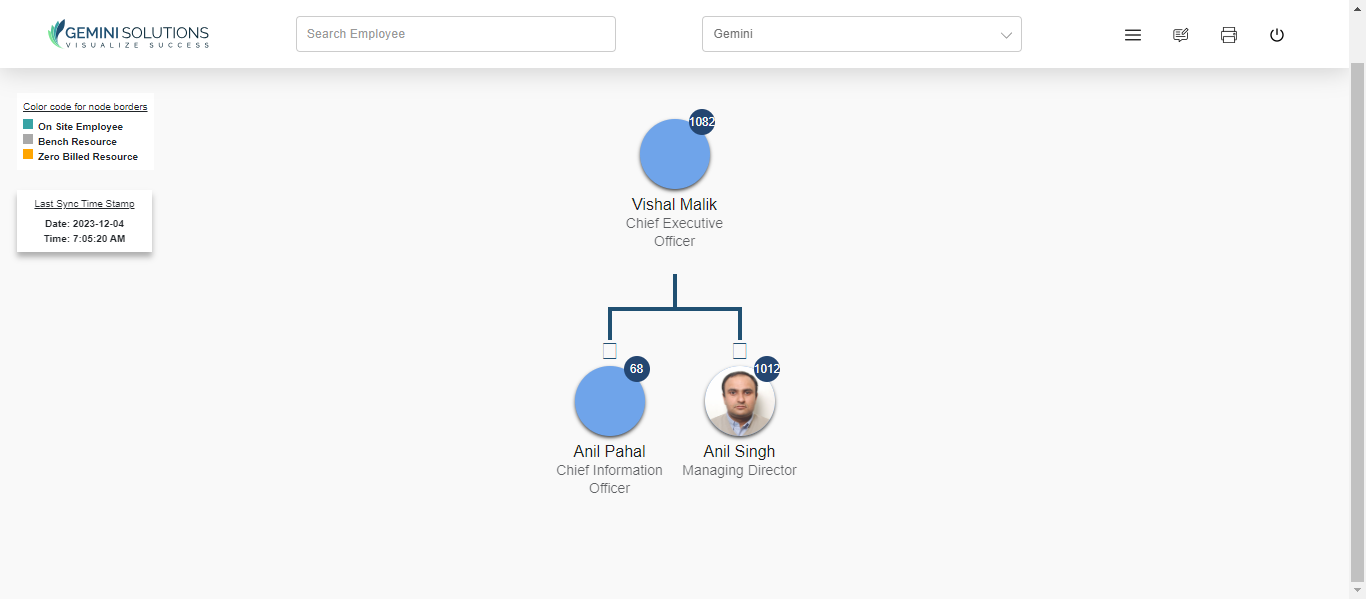 GEMINI SOLUTIONS
VISUALIZE SUCCESS
Search Employee
Gemini
Color code for node borders
On Site Employee
Bench Resource
Zero Billed Resource
Last Sync Time Stamp
Date: 2023-12-04
Time: 7:05:20 AM
1082
Vishal Malik
Chief Executive
Officer
68
Anil Pahal
Chief Information
Officer
1012
Anil Singh
Managing Director